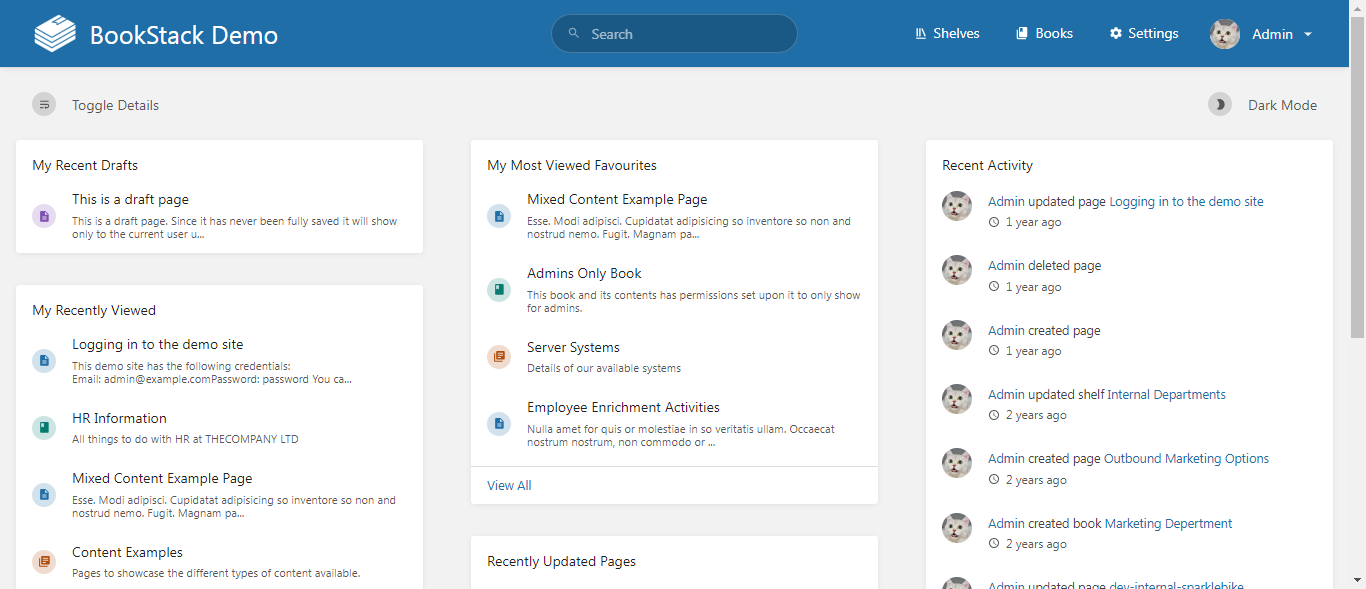 BookStack Demo
Search
Shelves
Books
Settings
Admin
Toggle Details
Dark Mode
My Recent Drafts
This is a draft page
This is a draft page. Since it has never been fully saved it will show
only to the current user u...
My Recently Viewed
Logging in to the demo site
This demo site has the following credentials:
Email: admin@example.comPassword: password You ca...
HR Information
All things to do with HR at THECOMPANY LTD
Mixed Content Example Page
Esse. Modi adipisci. Cupidatat adipisicing so inventore so non and
nostrud nemo. Fugit. Magnam pa...
Content Examples
Pages to showcase the different types of content available.
My Most Viewed Favourites
Mixed Content Example Page
Esse. Modi adipisci. Cupidatat adipisicing so inventore so non and
nostrud nemo. Fugit. Magnam pa...
Admins Only Book
This book and its contents has permissions set upon it to only show
for admins.
Server Systems
Details of our available systems
Employee Enrichment Activities
Nulla amet for quis or molestiae in so veritatis ullam. Occaecat
nostrum nostrum, non commodo or ...
View All
Recently Updated Pages
Recent Activity
Admin updated page Logging in to the demo site
1 year ago
Admin deleted page
1 year ago
Admin created page
1 year ago
Admin updated shelf Internal Departments
2 years ago
Admin created page Outbound Marketing Options
2 years ago
Admin created book Marketing Depertment
2 years ago
Admin updated page dev-internal-sparklebike